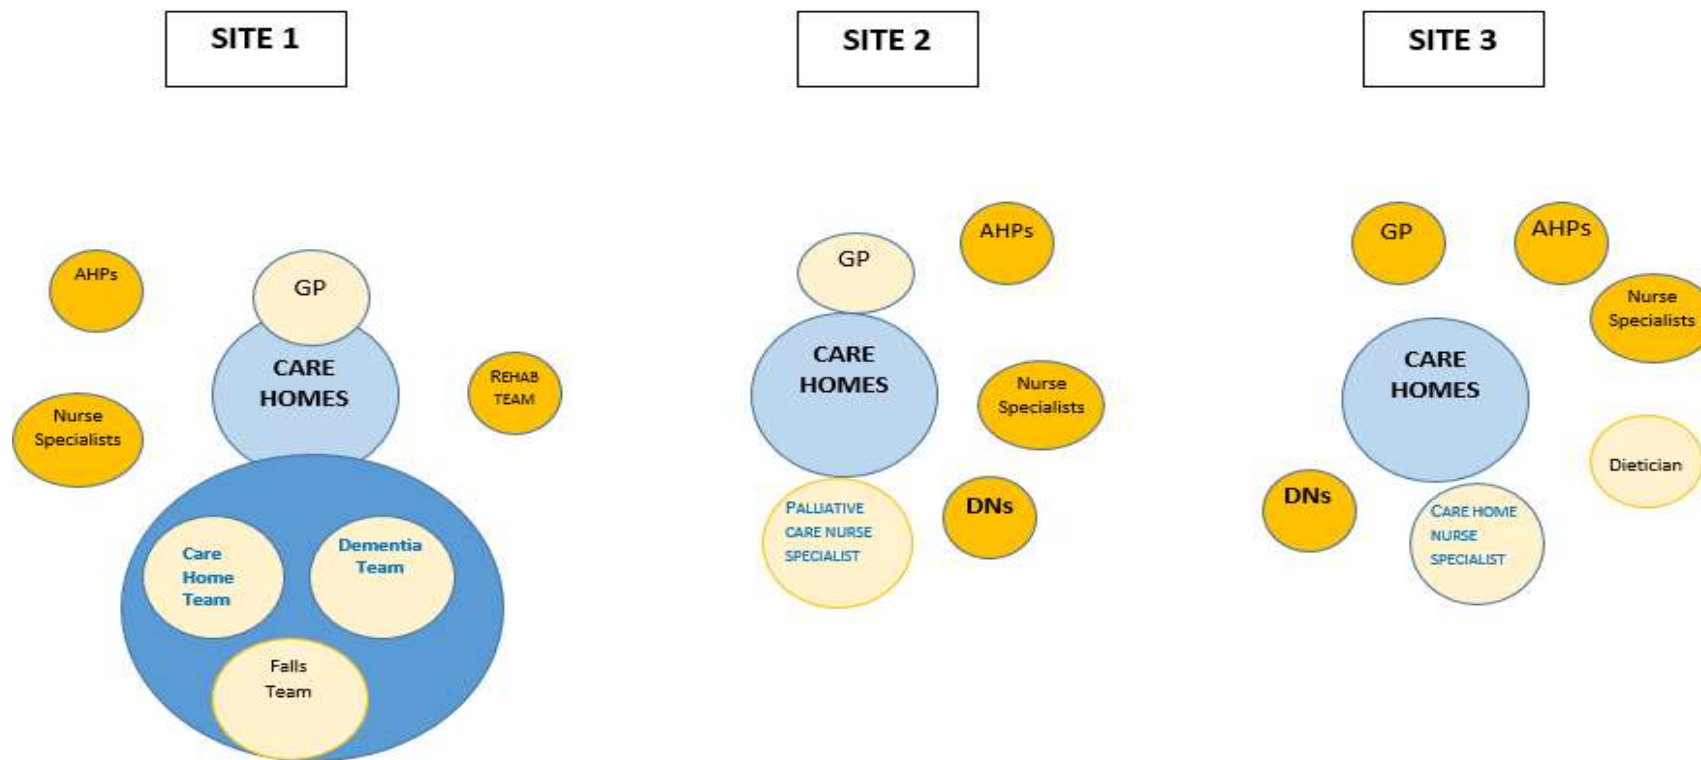 SITE 1
AHPs
GP
CARE
HOMES
REHAB
TEAM
Nurse
Specialists
Care
Home
Team
Dementia
Team
Falls
Team
SITE 2
GP
AHPs
CARE
HOMES
Nurse
Specialists
PALLIATIVE
CARE NURSE
SPECIALIST
DNs
SITE 3
GP
AHPs
Nurse
Specialists
CARE
HOMES
Dietician
DNs
CARE HOME
NURSE
SPECIALIST